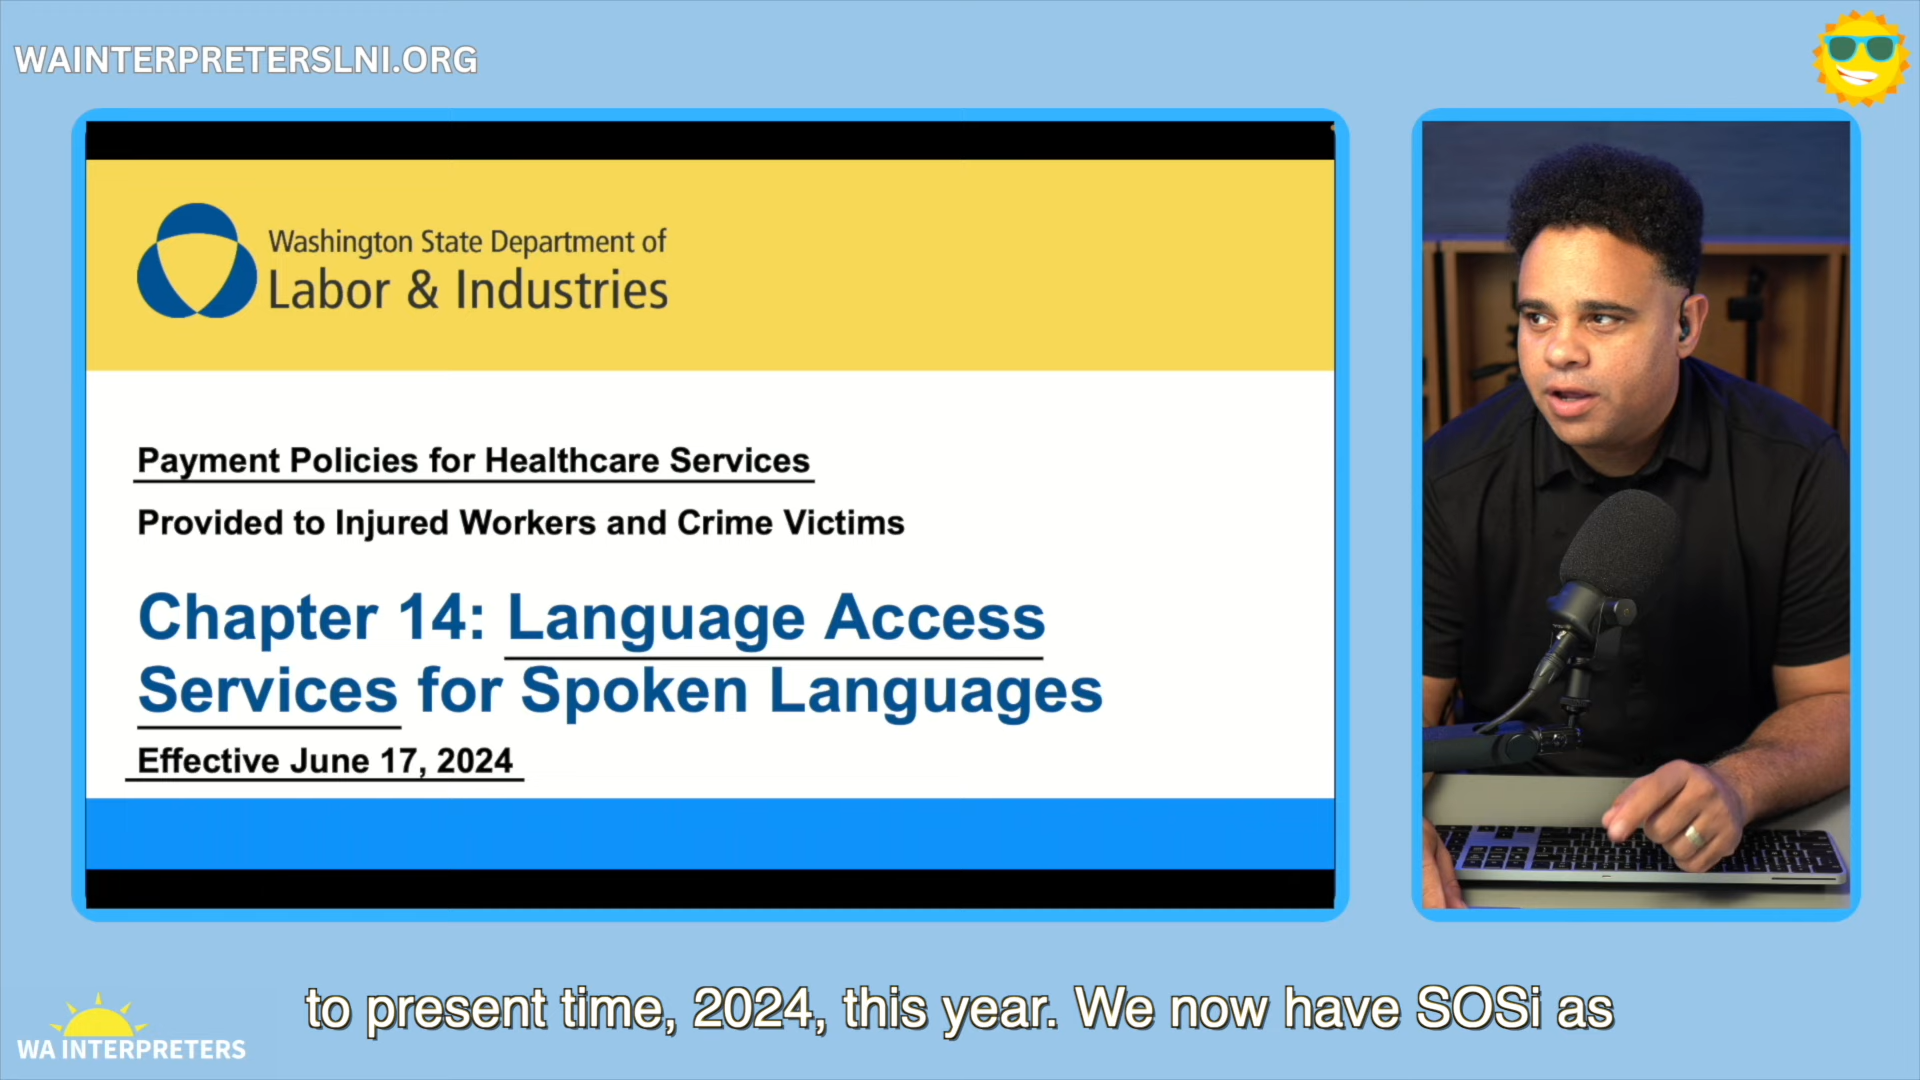 WAINTERPRETERSLNI.ORG
Washington State Department of
Labor & Industries
Payment Policies for Healthcare Services
Provided to Injured Workers and Crime Victims
Chapter 14: Language Access
Services for Spoken Languages
Effective June 17, 2024
to present time, 2024, this year. We now have SOSi as
WA INTERPRETERS